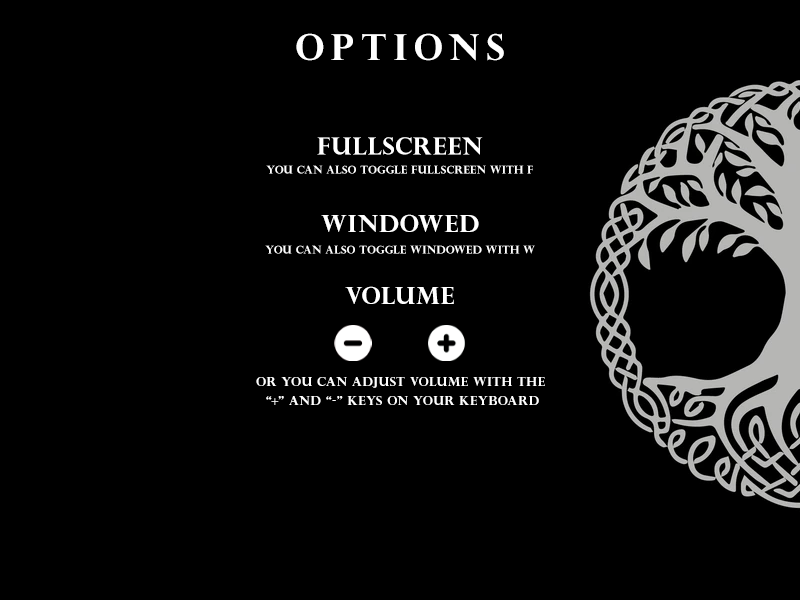 OPTIONS
FULLSCREEN
YOU CAN ALSO TOGGLE FULLSCREEN WITH F
WINDOWED
YOU CAN ALSO TOGGLE WINDOWED WITH W
VOLUME
- +
OR YOU CAN ADJUST VOLUME WITH THE
“+” AND “-” KEYS ON YOUR KEYBOARD